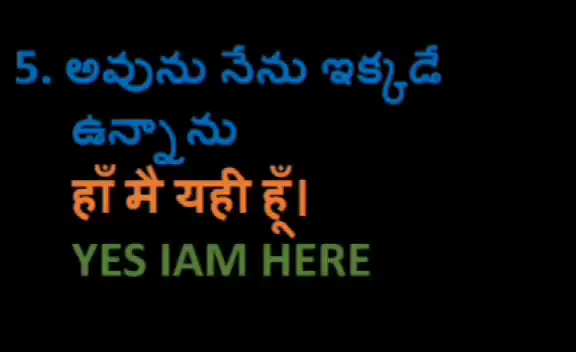 5. అవును నేను ఇక్కడే
ఉన్నాను
हाँ मै यही हूँ।
YES IAM HERE